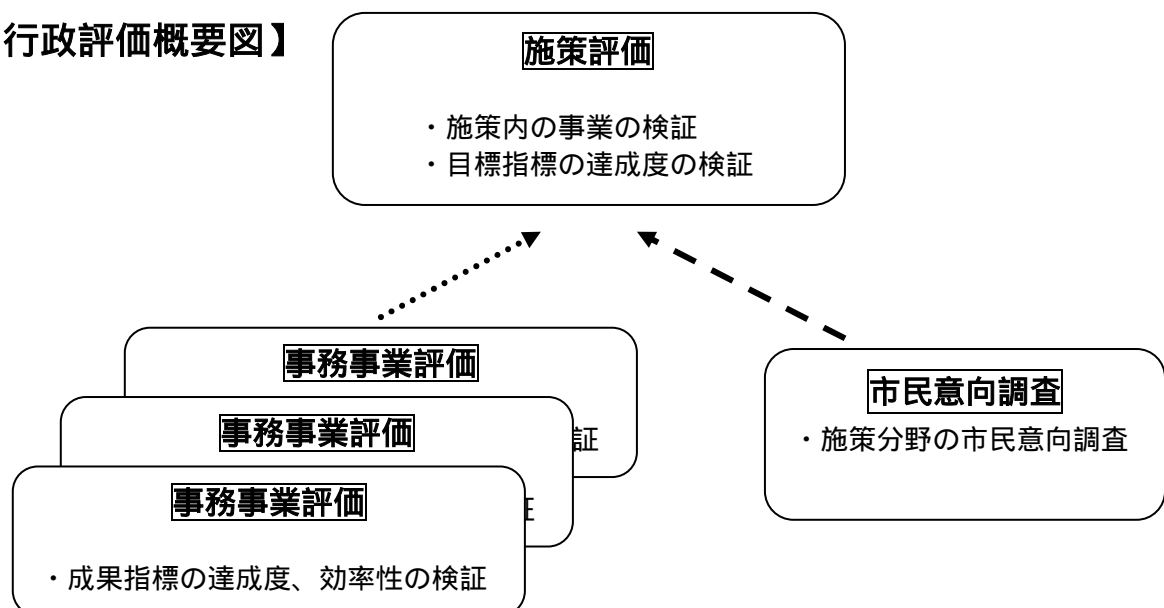 行政評価概要図】
施策評価
・施策内の事業の検証
・目標指標の達成度の検証
事務事業評価
証
事務事業評価
証
事務事業評価
・成果指標の達成度、効率性の検証
市民意向調査
・施策分野の市民意向調査